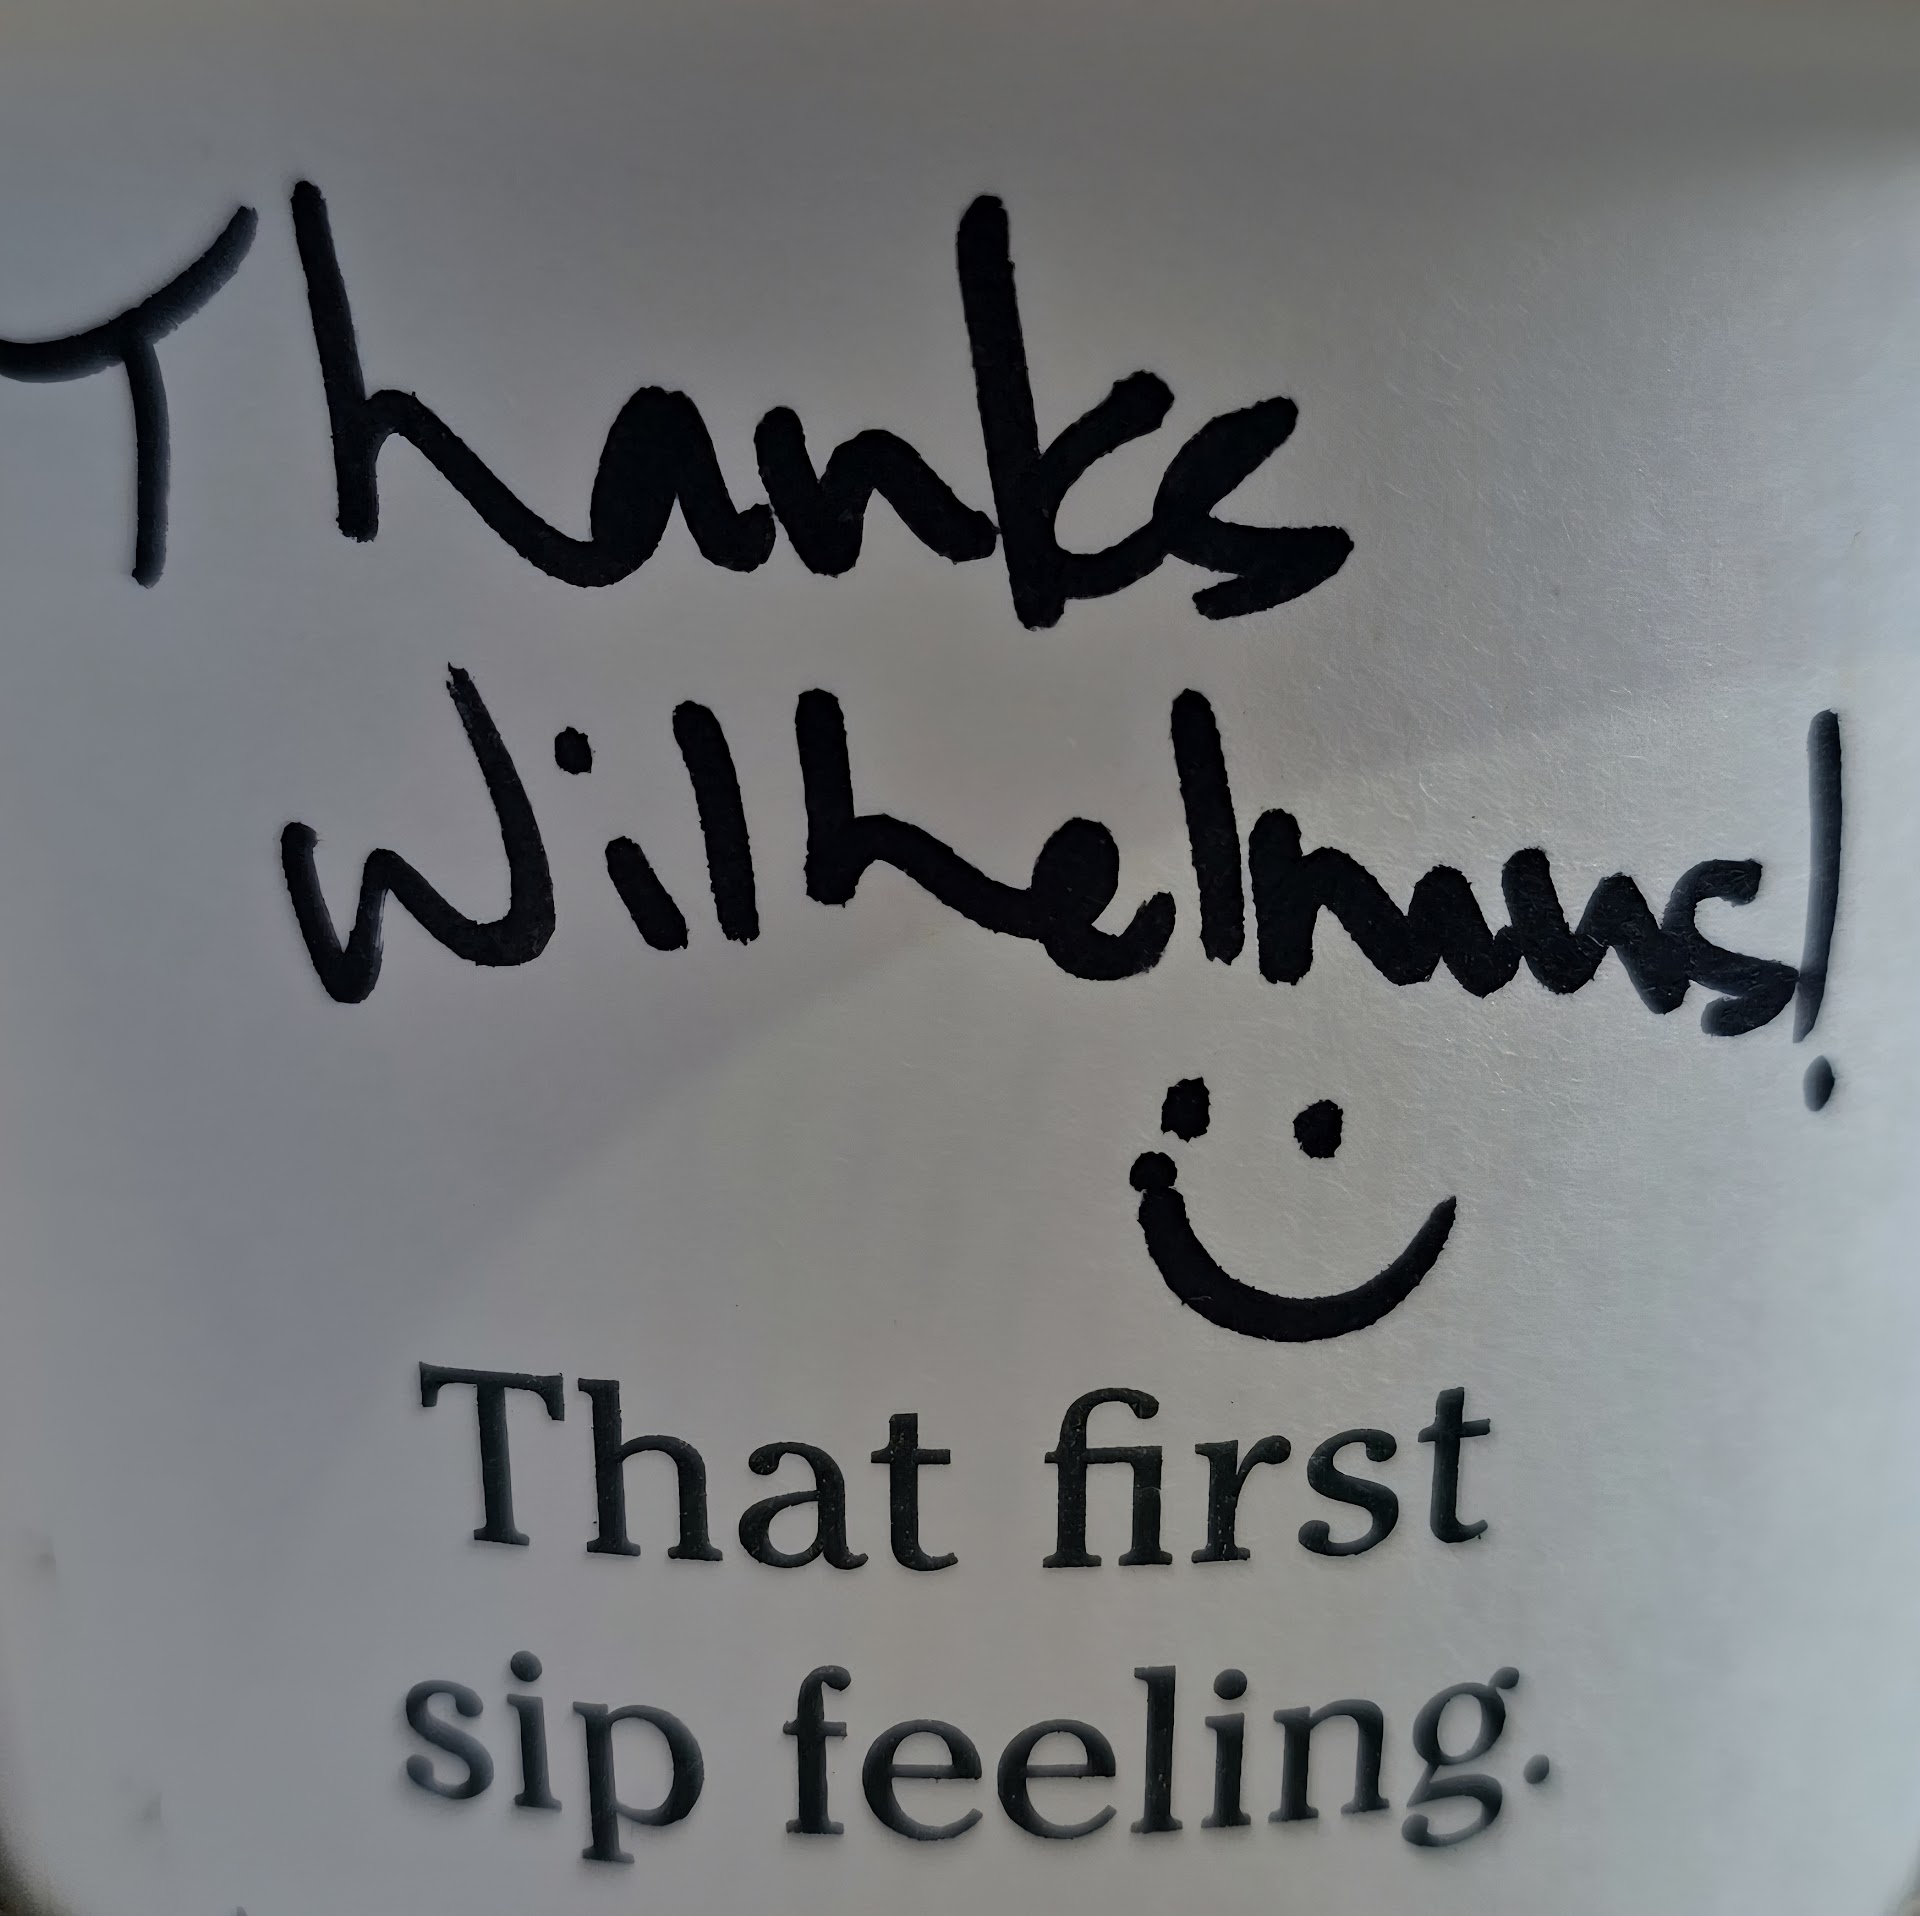 Thanks
Wilhelmus!
That first
sip feeling.